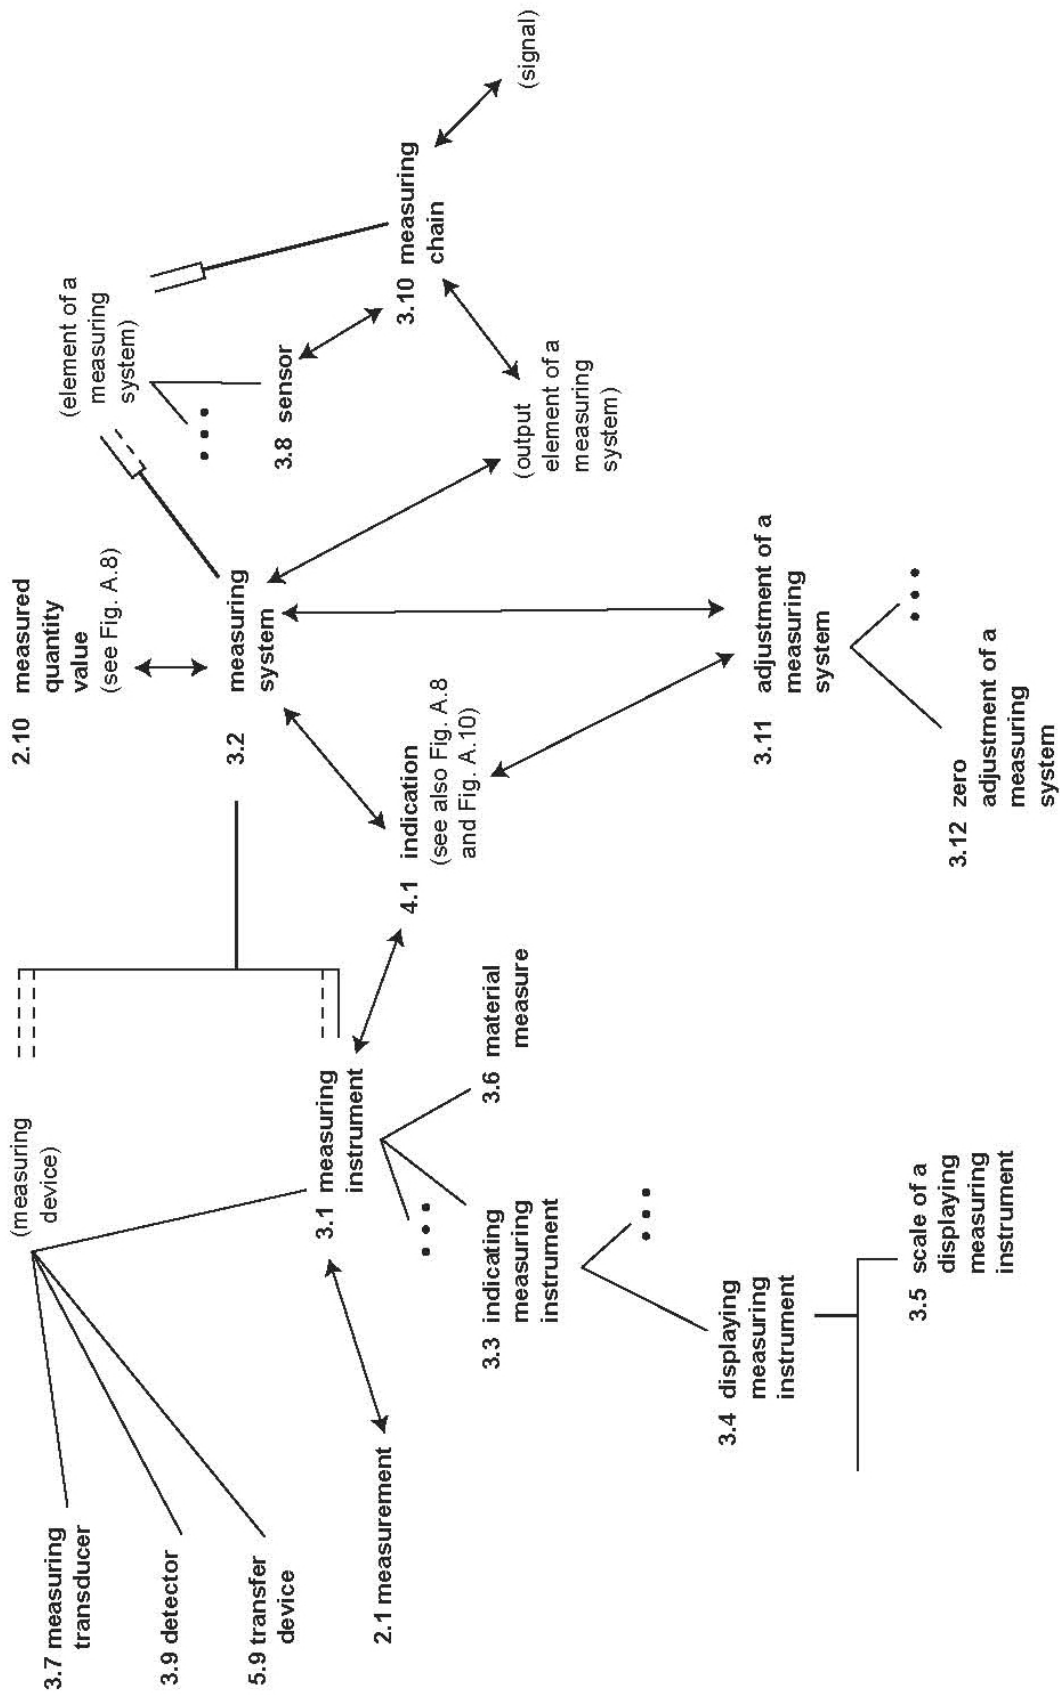 2.10 measured
quantity
value
(see Fig. A.8)
(element of a
measuring
system)
(measuring
device)
3.7 measuring
transducer
3.9 detector
5.9 transfer
device
3.2 measuring
system
3.8 sensor
3.1 measuring
instrument
2.1 measurement
4.1 indication
(see also Fig. A.8
and Fig. A.10)
3.10 measuring
chain
(signal)
(output
element of a
measuring
system)
3.3 indicating
measuring
instrument
3.6 material
measure
3.4 displaying
measuring
instrument
3.11 adjustment of a
measuring
system
3.5 scale of a
displaying
measuring
instrument
3.12 zero
adjustment of a
measuring
system